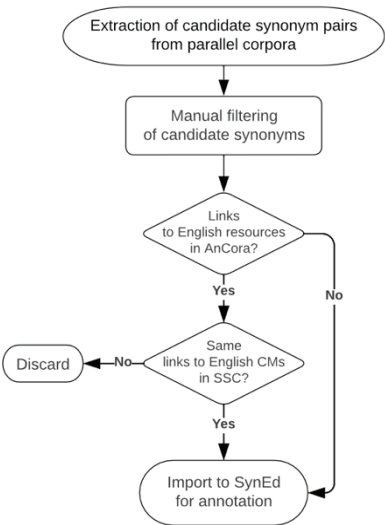 Extraction of candidate synonym pairs
from parallel corpora
Manual filtering
of candidate synonyms
Links
to English resources
in AnCora?
Yes
No
Same
links to English CMs
in SSC?
No
Discard
Yes
Import to SynEd
for annotation